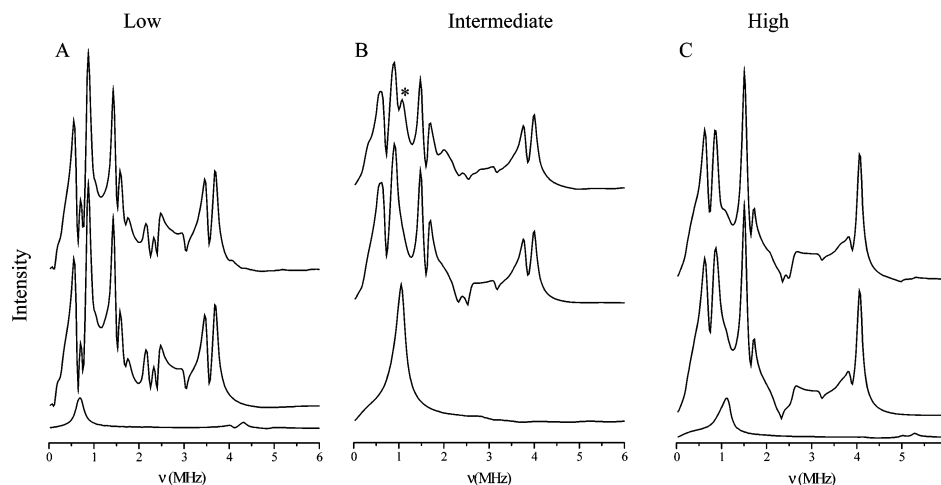 Low
Intermediate
High
A
B
C
*
Intensity
0 1 2 3 4 5 6
0 1 2 3 4 5 6
0 1 2 3 4 5
ν (MHz)
ν(MHz)
ν (MHz)